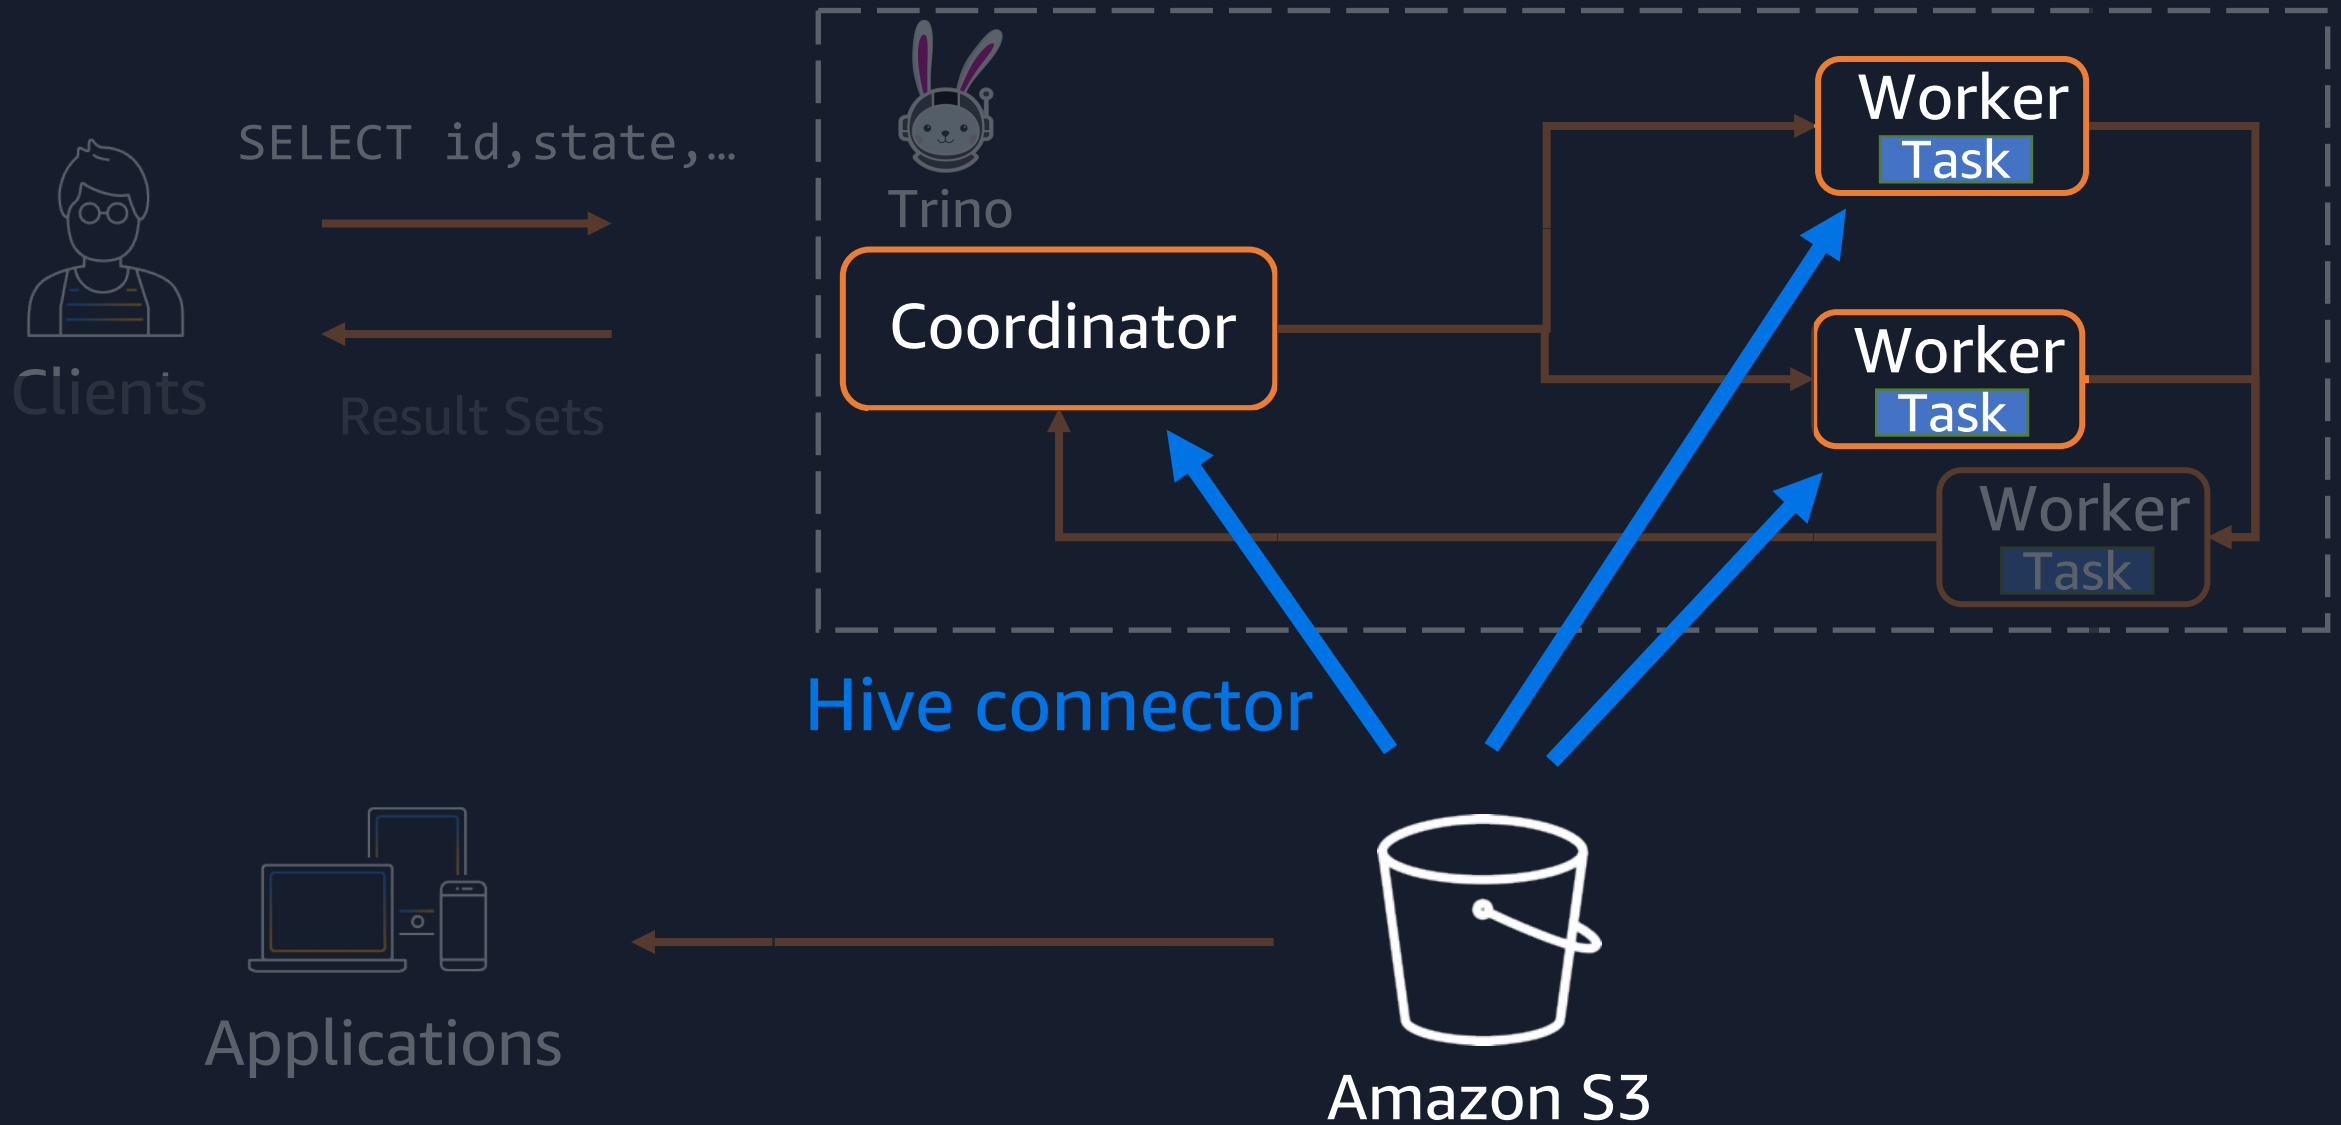 SELECT id,state,…
Clients
Result Sets
Trino
Coordinator
Worker
Task
Worker
Task
Worker
Task
Hive connector
Applications
Amazon S3